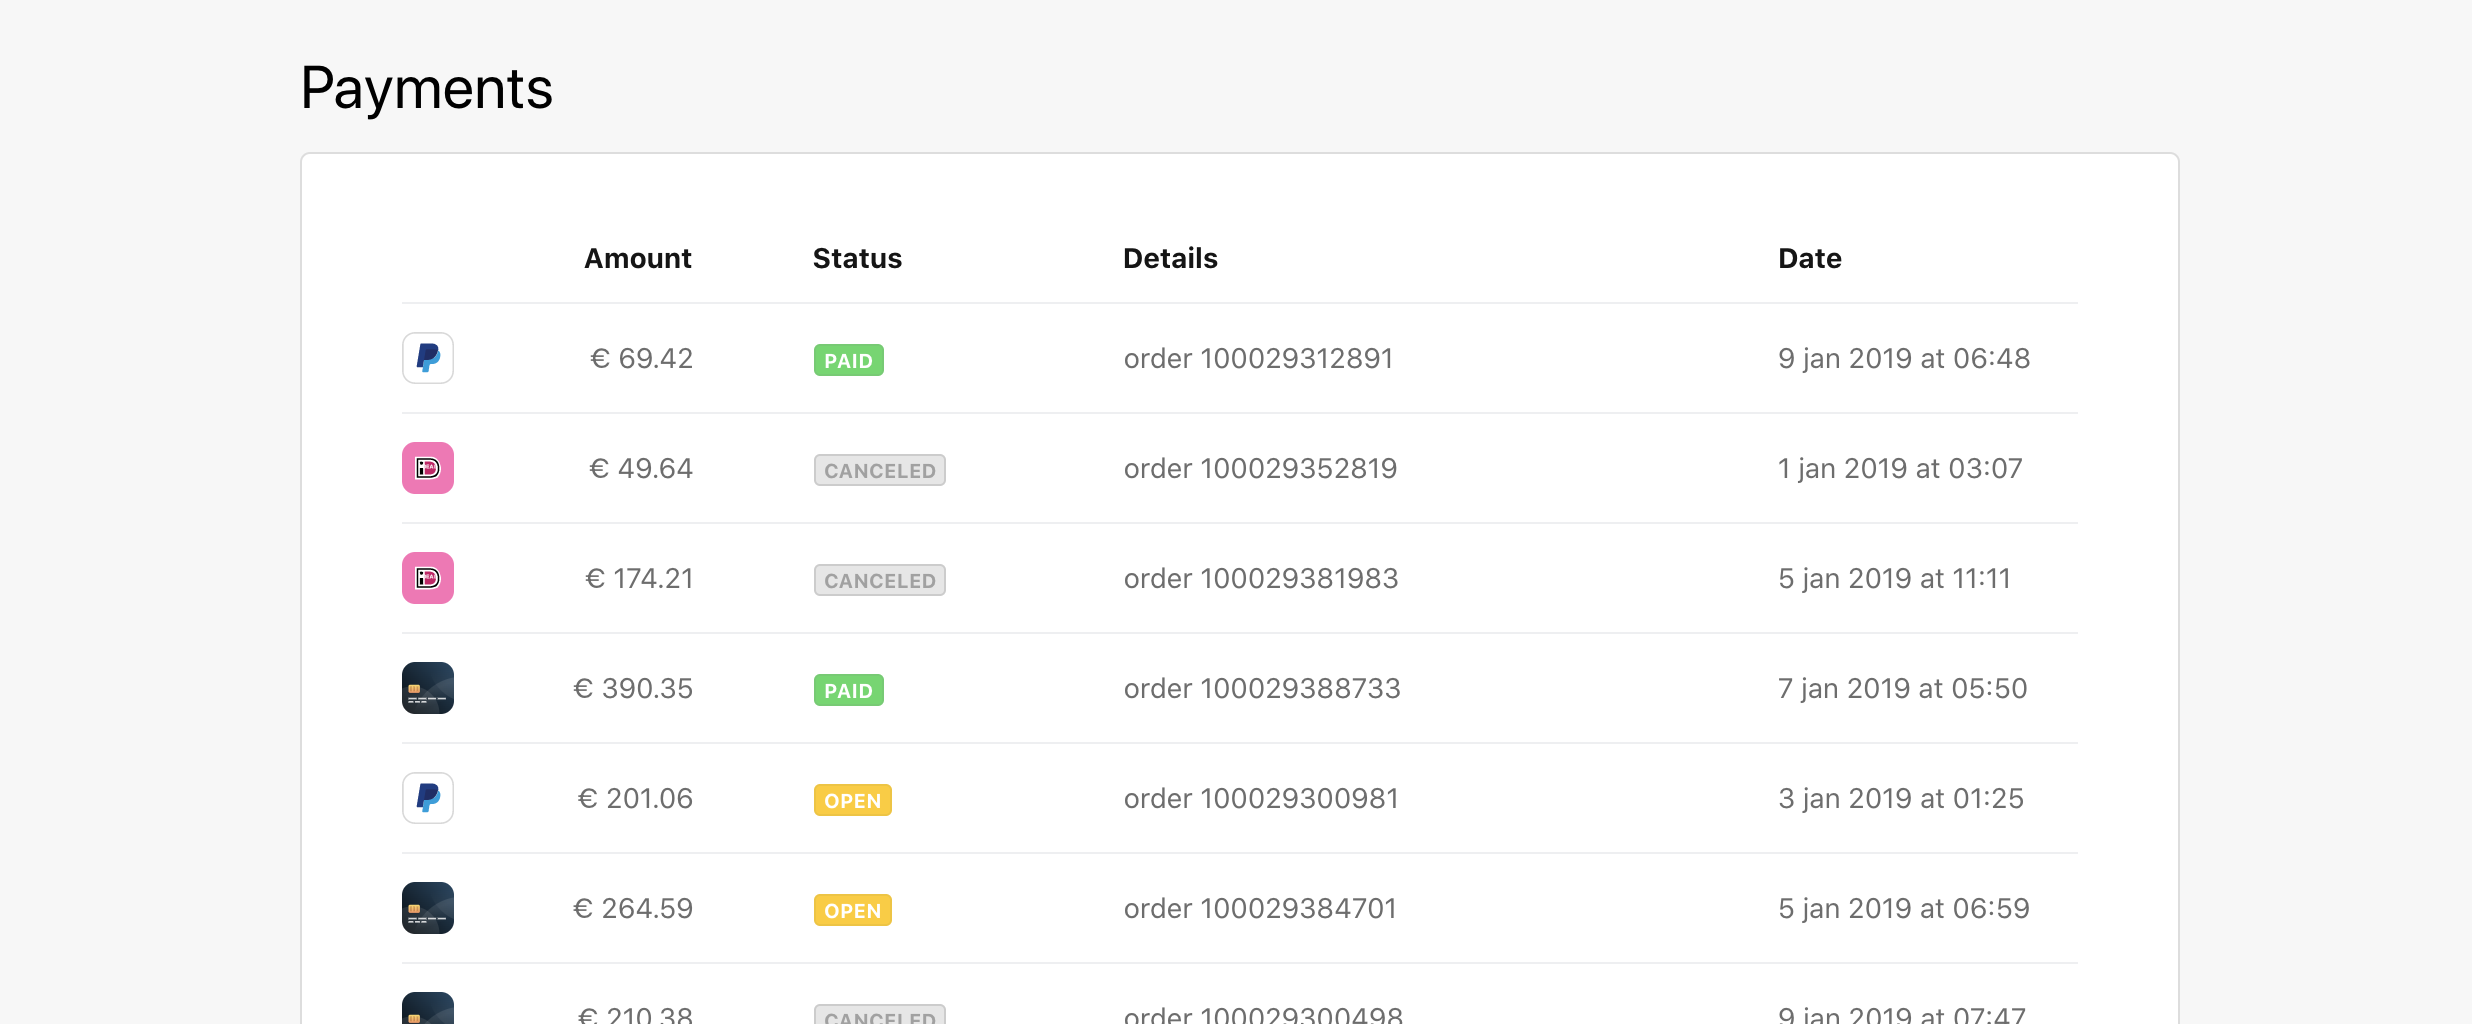 Payments
Amount Status Details Date
€ 69.42 PAID order 100029312891 9 jan 2019 at 06:48
€ 49.64 CANCELED order 100029352819 1 jan 2019 at 03:07
€ 174.21 CANCELED order 100029381983 5 jan 2019 at 11:11
€ 390.35 PAID order 100029388733 7 jan 2019 at 05:50
€ 201.06 OPEN order 100029300981 3 jan 2019 at 01:25
€ 264.59 OPEN order 100029384701 5 jan 2019 at 06:59
€ 210.38 CANCELED order 100029300498 9 jan 2019 at 07:47